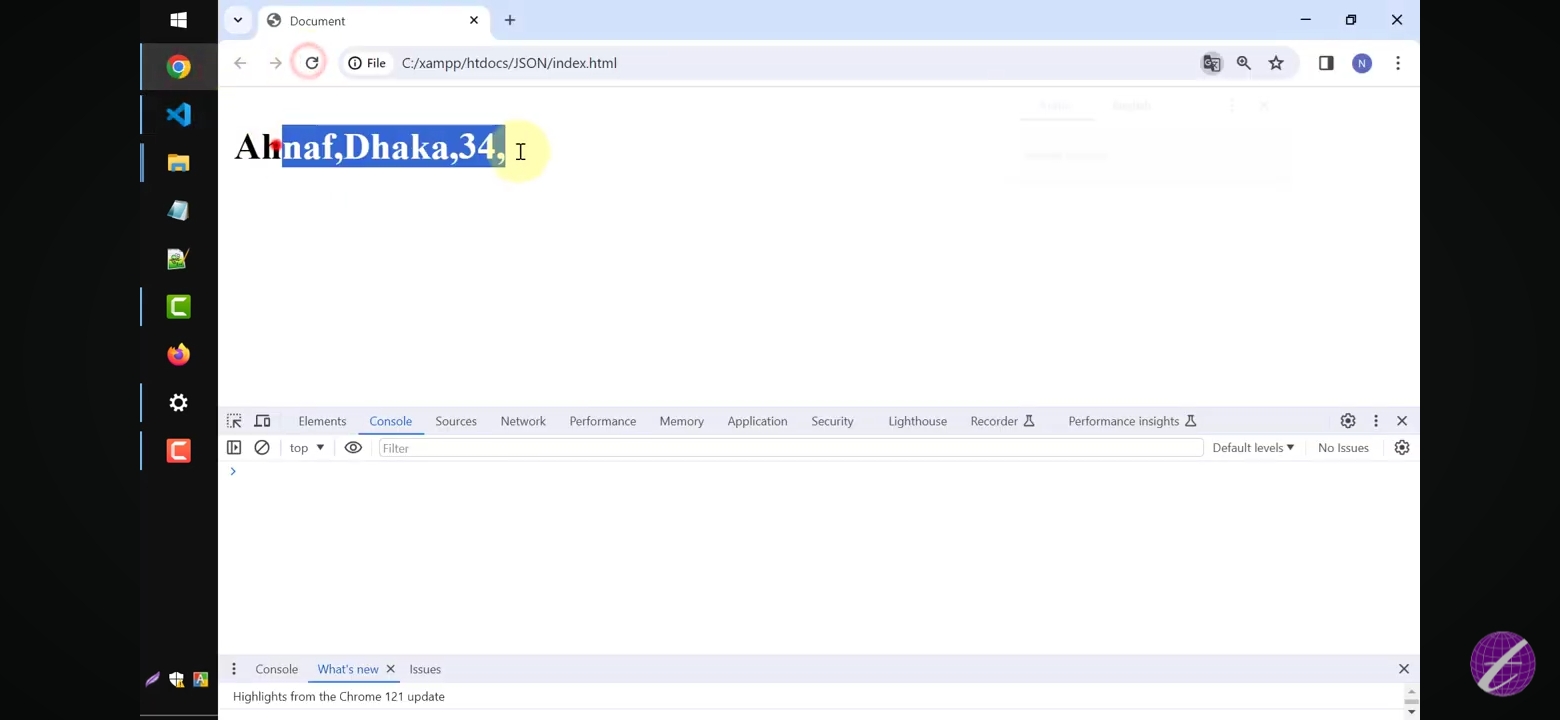 Document
File
C:/xampp/htdocs/JSON/index.html
N
Ahnaf,Dhaka,34,
Elements Console Sources Network Performance Memory Application Security Lighthouse Recorder Performance insights
top Filter Default levels No Issues
>
Console What's new Issues
Highlights from the Chrome 121 update